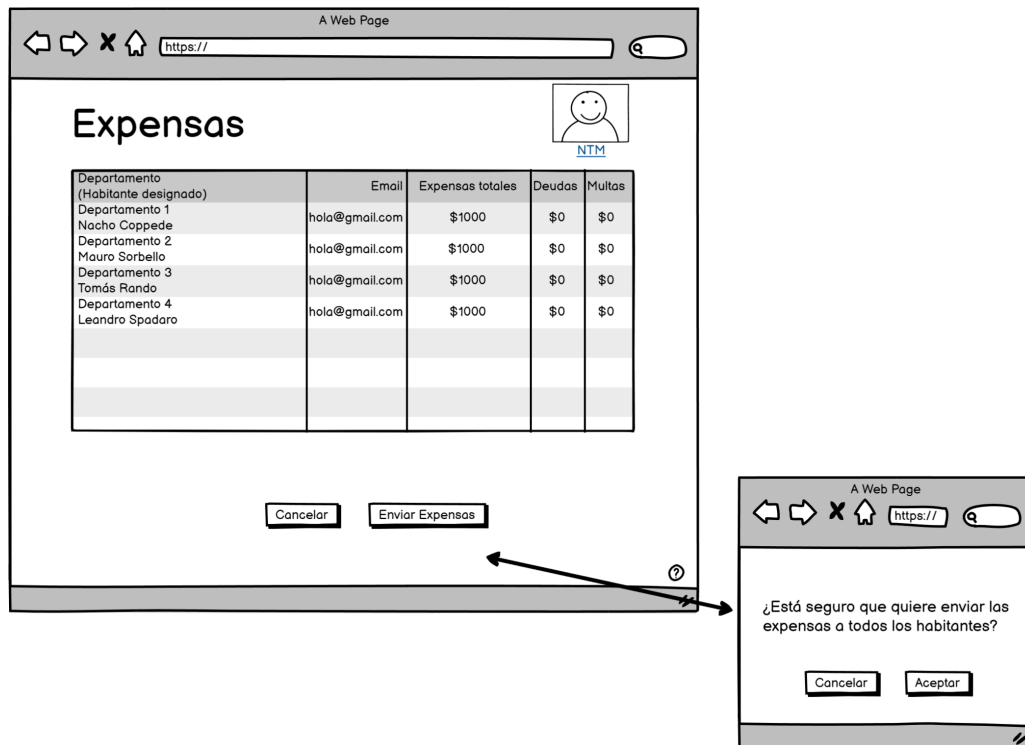 A Web Page
https://
Expensas
NTM
Departamento
(Habitante designado)
Email
Expensas totales
Deudas
Multas
Departamento 1
Nacho Coppede
hola@gmail.com
$1000
$0
$0
Departamento 2
Mauro Sorbello
hola@gmail.com
$1000
$0
$0
Departamento 3
Tomás Rando
hola@gmail.com
$1000
$0
$0
Departamento 4
Leandro Spadaro
hola@gmail.com
$1000
$0
$0
Cancelar
Enviar Expensas
?
A Web Page
https://
¿Está seguro que quiere enviar las
expensas a todos los habitantes?
Cancelar
Aceptar